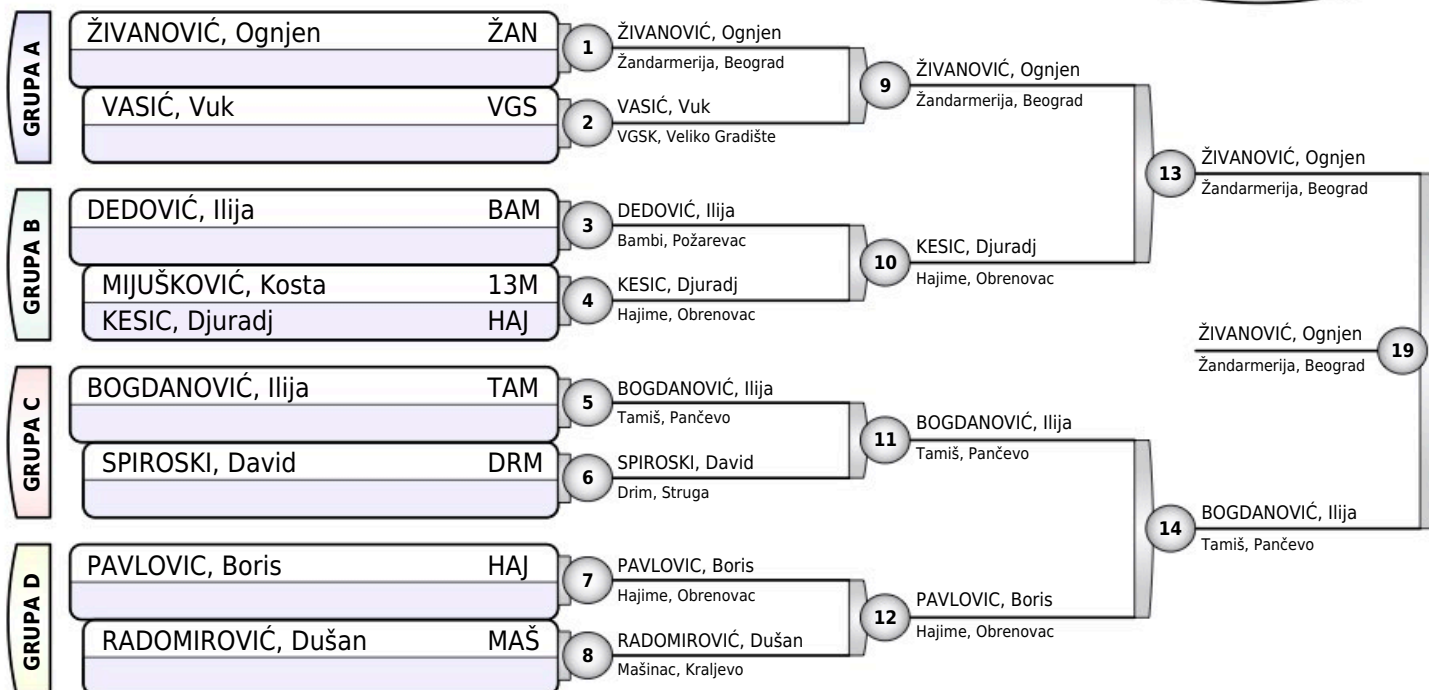 GRUPA A
ŽIVANOVIĆ, Ognjen ŽAN
VASIĆ, Vuk VGS
GRUPA B
DEDOVIĆ, Ilija BAM
MIJUŠKOVIĆ, Kosta 13M
KESIC, Djuradj HAJ
GRUPA C
BOGDANOVIĆ, Ilija TAM
SPIROSKI, David DRM
GRUPA D
PAVLOVIC, Boris HAJ
RADOMIROVIĆ, Dušan MAŠ
1
ŽIVANOVIĆ, Ognjen
Žandarmerija, Beograd
2
VASIĆ, Vuk
VGSK, Veliko Gradište
3
DEDOVIĆ, Ilija
Bambi, Požarevac
4
KESIC, Djuradj
Hajime, Obrenovac
5
BOGDANOVIĆ, Ilija
Tamiš, Pančevo
6
SPIROSKI, David
Drim, Struga
7
PAVLOVIC, Boris
Hajime, Obrenovac
8
RADOMIROVIĆ, Dušan
Mašinac, Kraljevo
9
ŽIVANOVIĆ, Ognjen
Žandarmerija, Beograd
10
KESIC, Djuradj
Hajime, Obrenovac
11
BOGDANOVIĆ, Ilija
Tamiš, Pančevo
12
PAVLOVIC, Boris
Hajime, Obrenovac
13
ŽIVANOVIĆ, Ognjen
Žandarmerija, Beograd
14
BOGDANOVIĆ, Ilija
Tamiš, Pančevo
ŽIVANOVIĆ, Ognjen
Žandarmerija, Beograd
19